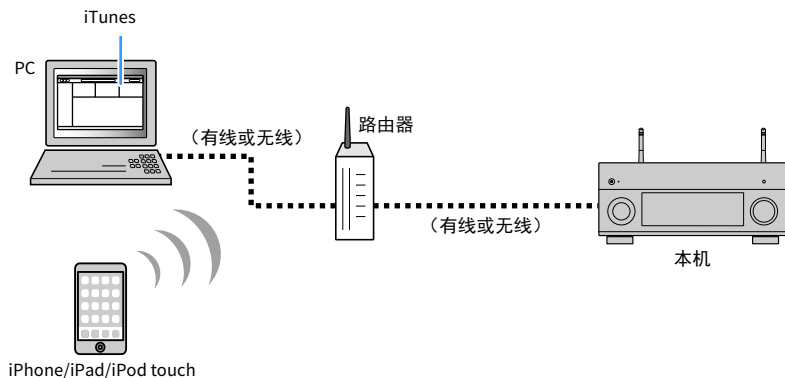 iTunes
PC
（有线或无线）
路由器
（有线或无线）
本机
iPhone/iPad/iPod touch